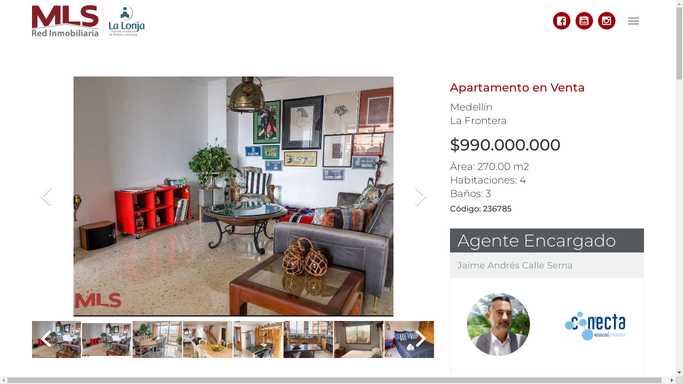 MLS
Red Inmobiliaria
La Lonja
Apartamento en Venta
Medellín
La Frontera
$990.000.000
Área: 270.00 m2
Habitaciones: 4
Baños: 3
Código: 236785
MLS
Agente Encargado
Jaime Andrés Calle Serna
conecta